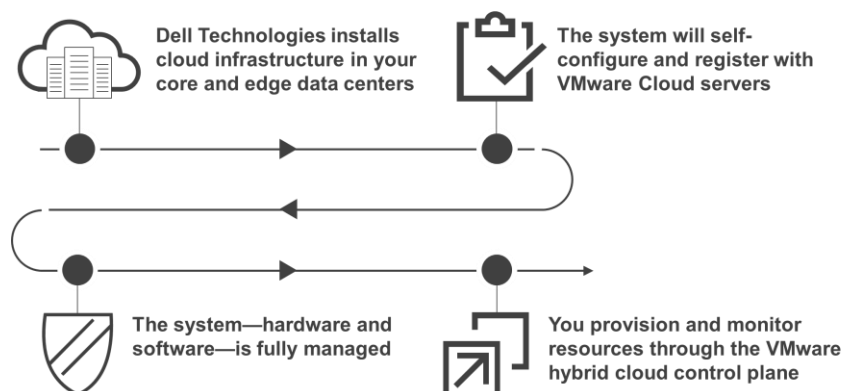 Dell Technologies installs
cloud infrastructure in your
core and edge data centers
The system will self-
configure and register with
VMware Cloud servers
The system—hardware and
software—is fully managed
You provision and monitor
resources through the VMware
hybrid cloud control plane